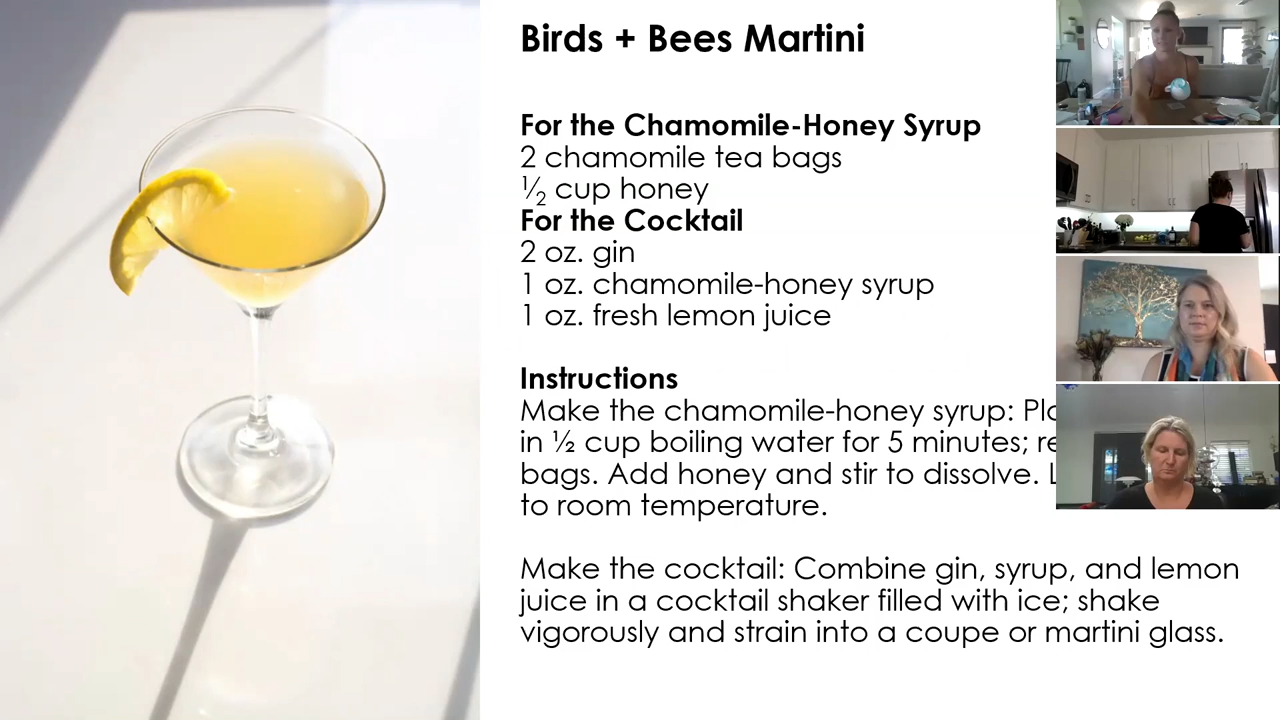 Birds + Bees Martini
For the Chamomile-Honey Syrup
2 chamomile tea bags
½ cup honey
For the Cocktail
2 oz. gin
1 oz. chamomile-honey syrup
1 oz. fresh lemon juice
Instructions
Make the chamomile-honey syrup:
in ½ cup boiling water for 5 minutes;
bags. Add honey and stir to dissolve.
to room temperature.
Make the cocktail: Combine gin, syrup, and lemon
juice in a cocktail shaker filled with ice; shake
vigorously and strain into a coupe or martini glass.